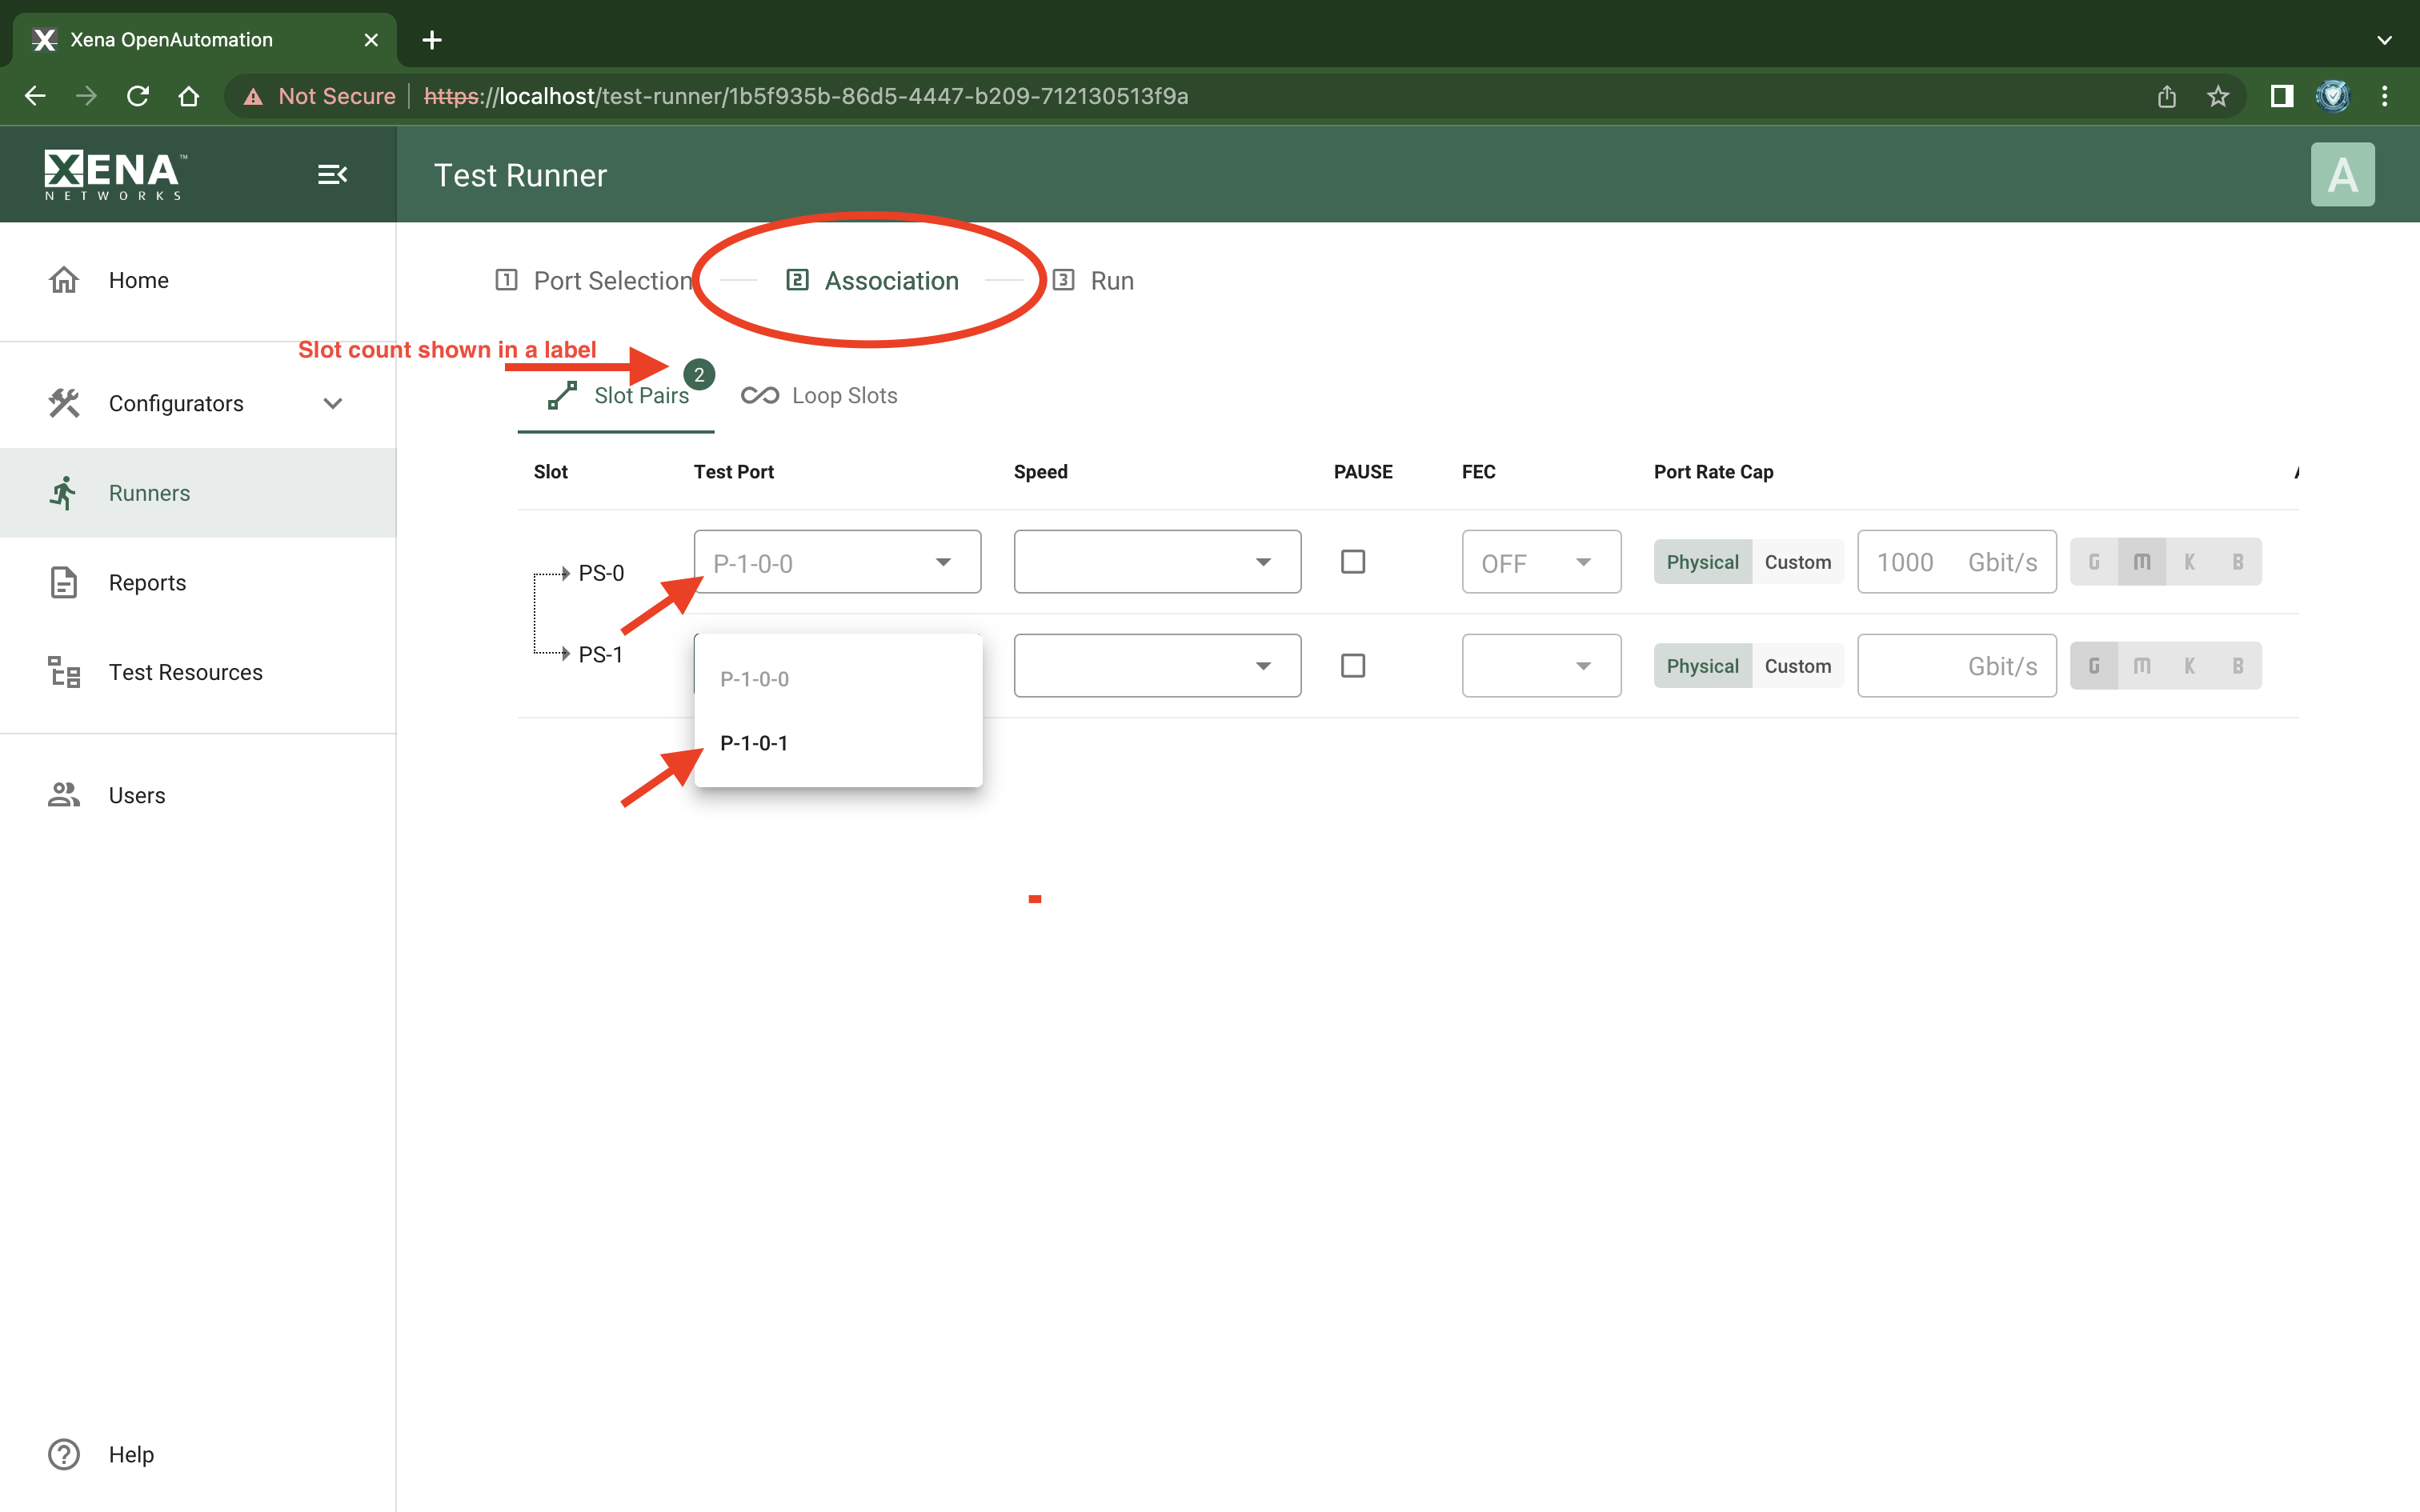 Xena OpenAutomation
Not Secure https://localhost/test-runner/1b5f935b-86d5-4447-b209-712130513f9a
XENA™
NETWORKS
Test Runner
A
Home
Configurators
Runners
Reports
Test Resources
Users
Help
1 Port Selection
2 Association
3 Run
Slot count shown in a label
Slot Pairs 2
Loop Slots
Slot Test Port Speed PAUSE FEC Port Rate Cap
PS-0 P-1-0-0 OFF Physical Custom 1000 Gbit/s G M K B
PS-1 Physical Custom Gbit/s G M K B
P-1-0-0
P-1-0-1